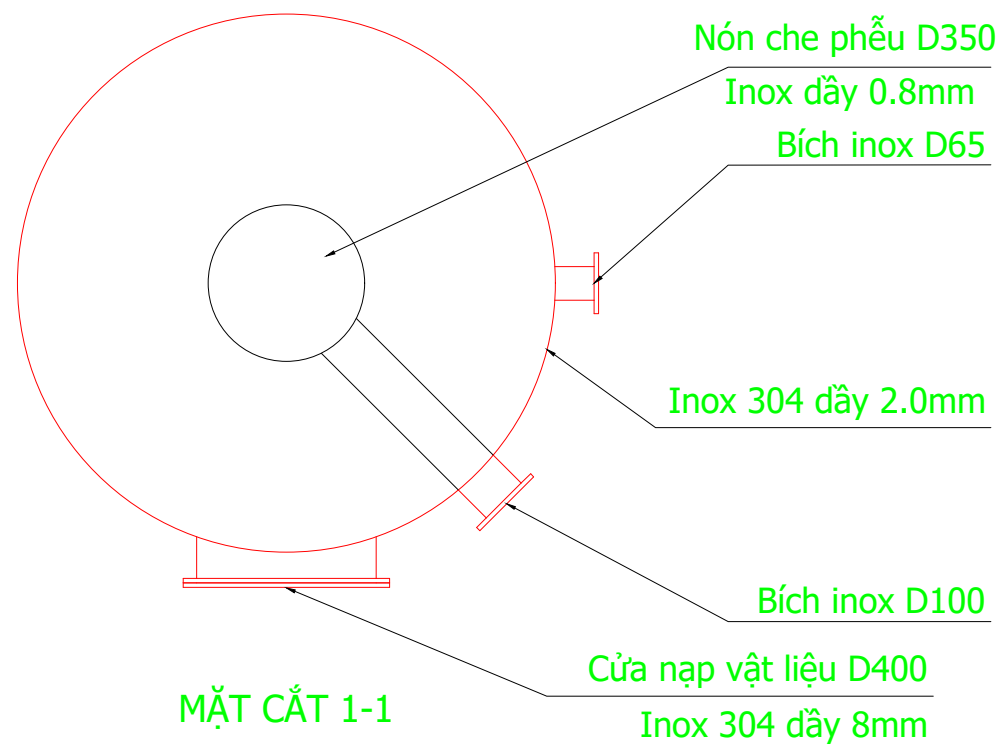 Nón che phễu D350
Inox dầy 0.8mm
Bích inox D65
Inox 304 dầy 2.0mm
Bích inox D100
Cửa nạp vật liệu D400
Inox 304 dầy 8mm
MẶT CẮT 1-1